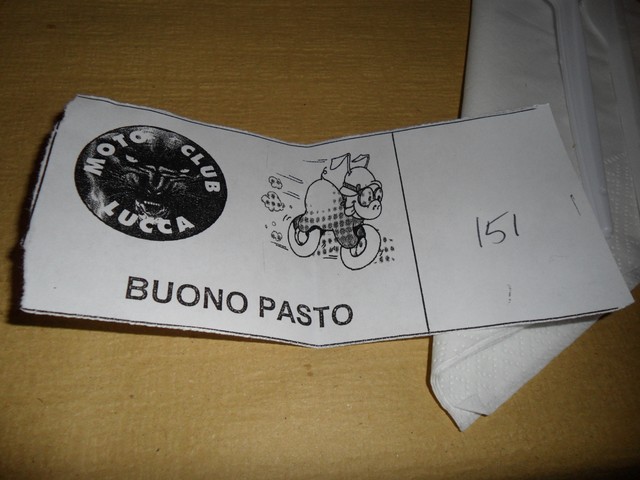 MOTO CLUB
LUCCA
BUONO PASTO
151